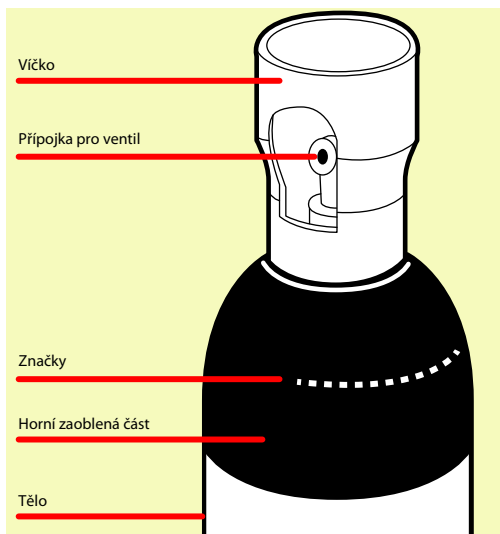 Víčko
Přípojka pro ventil
Značky
Horní zaoblená část
Tělo